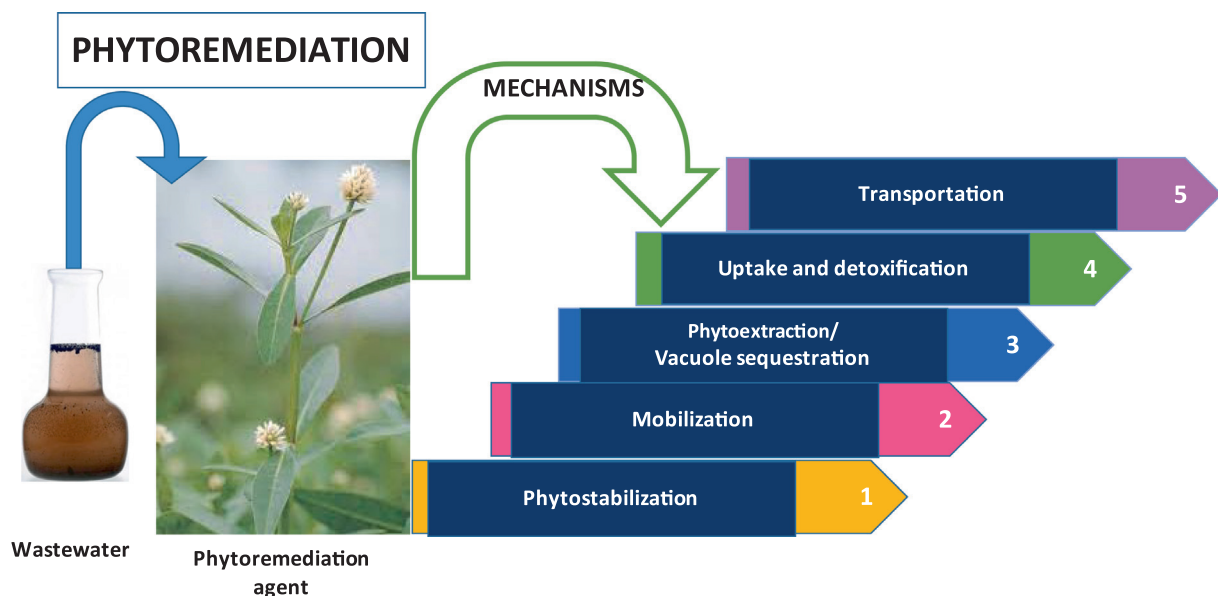 PHYTOREMEDIATION
MECHANISMS
Transportation
5
Uptake and detoxification
4
Phytoextraction/
Vacuole sequestration
3
Mobilization
2
Phytostabilization
1
Wastewater
Phytoremediation
agent